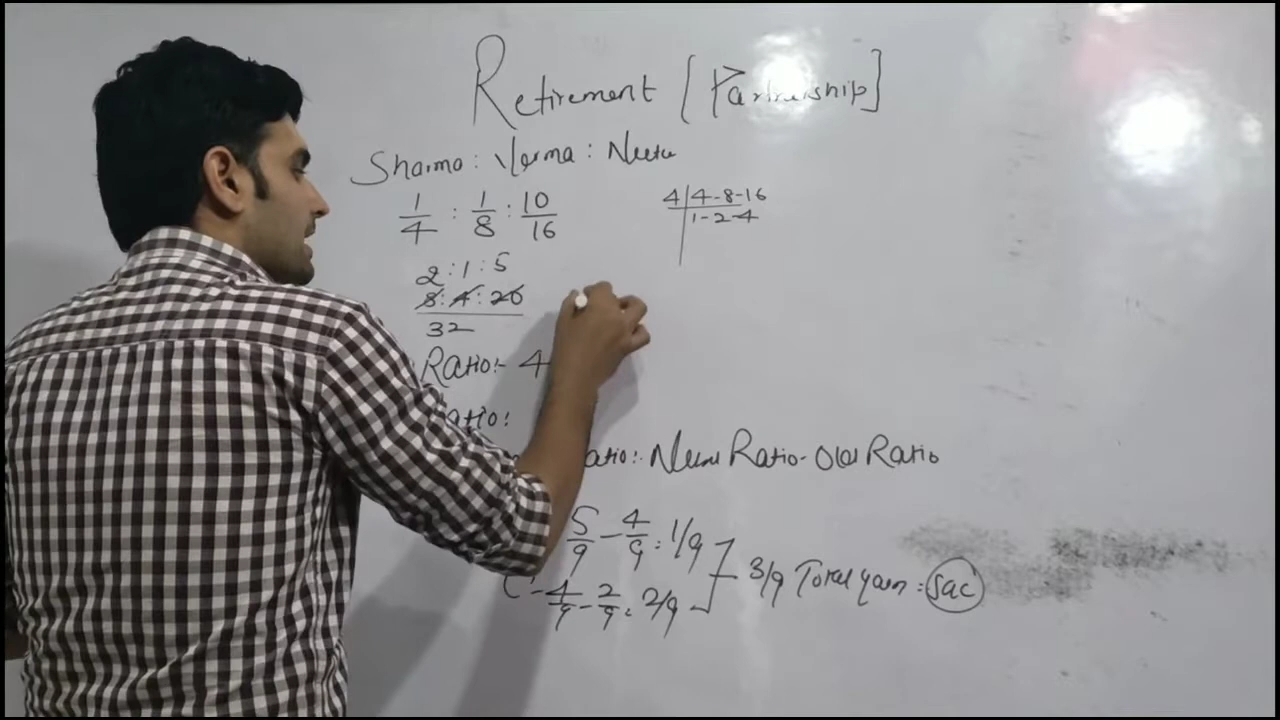 Retirement [Partnership]
Sharma : Verma : Neetu
1/4 : 1/8 : 10/16
4 | 4-8-16
1-2-4
2 : 1 : 5
8 : 4 : 20
32
Ratio:- 4
atio:
atio:- New Ratio - Old Ratio
5/9 - 4/9 : 1/9
C - 4/9 - 2/9 : 2/9
3/9 Total gain : Sac